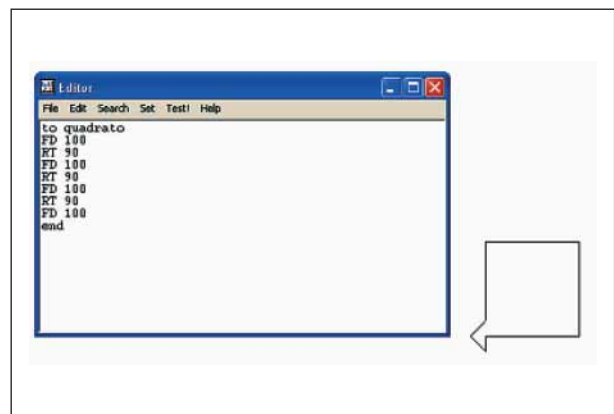 Editor
File Edit Search Set Test! Help
to quadrato
FD 100
RT 90
FD 100
RT 90
FD 100
RT 90
FD 100
end